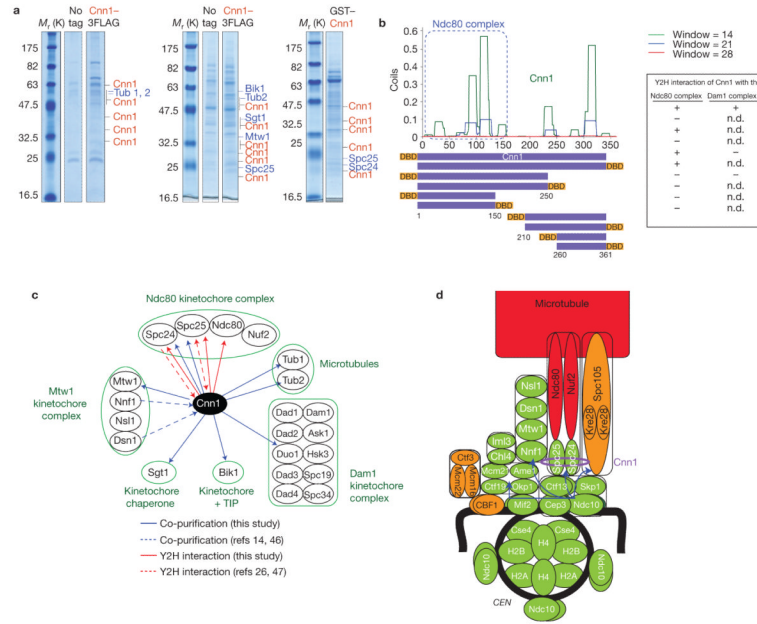 a
No tag
Cnn1–3FLAG
Mr (K)
175
82
63
47.5
32.5
25
16.5
Cnn1
Tub 1, 2
Cnn1
Cnn1
Cnn1
Cnn1
No tag
Cnn1–3FLAG
Mr (K)
175
82
63
47.5
32.5
25
16.5
Bik1
Tub2
Sgt1
Cnn1
Mtw1
Cnn1
Cnn1
Cnn1
Spc25
Cnn1
GST–Cnn1
Mr (K)
175
82
63
47.5
32.5
25
16.5
Cnn1
Cnn1
Cnn1
Cnn1
Spc25
Spc24
Cnn1
b
Ndc80 complex
Window = 14
Window = 21
Window = 28
Coils
0.6
0.5
0.4
0.3
0.2
0.1
0
Cnn1
0 50 100 150 200 250 300 350
DBD Cnn1
DBD
DBD
DBD
250
DBD
DBD
1 150
DBD
DBD
210 DBD
DBD
260 361
Y2H interaction of Cnn1 with th
Ndc80 complex Dam1 complex
+ +
– n.d.
+ n.d.
– n.d.
+ –
+ n.d.
– –
– n.d.
– n.d.
– n.d.
c
Ndc80 kinetochore complex
Spc24 Spc25 Ndc80 Nuf2
Mtw1 kinetochore complex
Mtw1
Nnf1
Nsl1
Dsn1
Cnn1
Tub1
Tub2
Microtubules
Dad1 Dam1
Dad2 Ask1
Duo1 Hsk3
Dad3 Spc19
Dad4 Spc34
Dam1
kinetochore
complex
Sgt1
Kinetochore
chaperone
Bik1
Kinetochore
+ TIP
Co-purification (this study)
Co-purification (refs 14, 46)
Y2H interaction (this study)
Y2H interaction (refs 26, 47)
d
Microtubule
Ndc80
Nuf2
Spc105
Kre28
Kre28
Nsl1
Dsn1
Mtw1
Nnf1
Iml3
Chl4
Spc25
Spc24
Cnn1
Ctf3
Mcm22
Mcm16
Mcm21
Ame1
Ctf19
Okp1
Ctf13
Skp1
CBF1
Mif2
Cep3
Ndc10
Cse4
H4
Cse4
H2B
H2B
H2A
H4
H2A
Ndc10
Ndc10
CEN
Ndc10